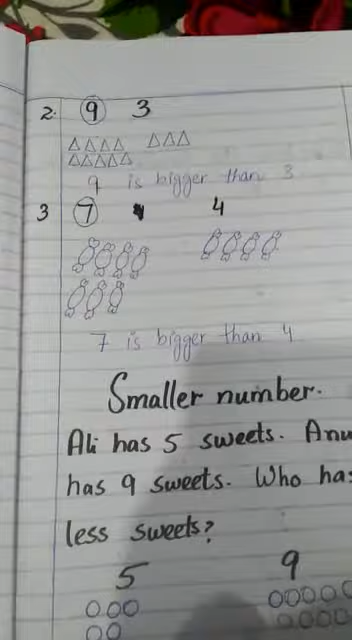 2. 9 3
9 is bigger than 3
3 7 4
7 is bigger than 4
Smaller number.
Ali has 5 sweets. Anu
has 9 sweets. Who has
less sweets?
5 9